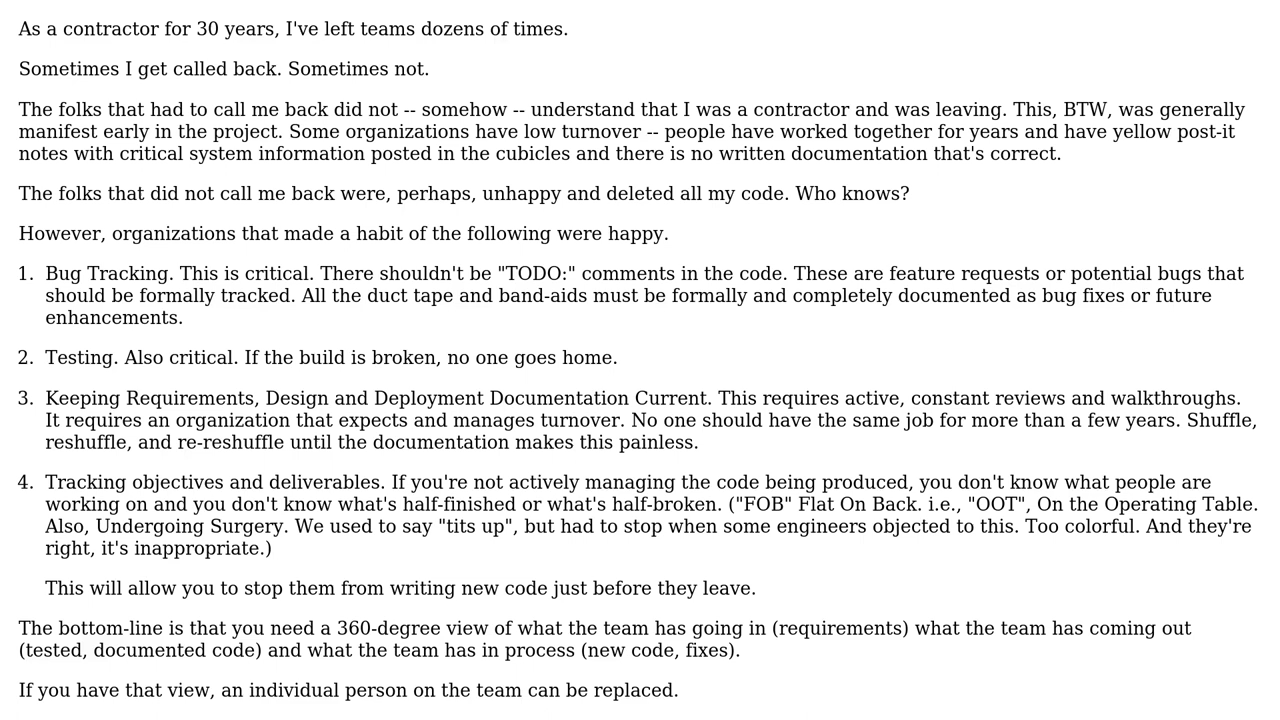 As a contractor for 30 years, I've left teams dozens of times.
Sometimes I get called back. Sometimes not.
The folks that had to call me back did not -- somehow -- understand that I was a contractor and was leaving. This, BTW, was generally
manifest early in the project. Some organizations have low turnover -- people have worked together for years and have yellow post-it
notes with critical system information posted in the cubicles and there is no written documentation that's correct.
The folks that did not call me back were, perhaps, unhappy and deleted all my code. Who knows?
However, organizations that made a habit of the following were happy.
1. Bug Tracking. This is critical. There shouldn't be "TODO:" comments in the code. These are feature requests or potential bugs that
should be formally tracked. All the duct tape and band-aids must be formally and completely documented as bug fixes or future
enhancements.
2. Testing. Also critical. If the build is broken, no one goes home.
3. Keeping Requirements, Design and Deployment Documentation Current. This requires active, constant reviews and walkthroughs.
It requires an organization that expects and manages turnover. No one should have the same job for more than a few years. Shuffle,
reshuffle, and re-reshuffle until the documentation makes this painless.
4. Tracking objectives and deliverables. If you're not actively managing the code being produced, you don't know what people are
working on and you don't know what's half-finished or what's half-broken. ("FOB" Flat On Back. i.e., "OOT", On the Operating Table.
Also, Undergoing Surgery. We used to say "tits up", but had to stop when some engineers objected to this. Too colorful. And they're
right, it's inappropriate.)
This will allow you to stop them from writing new code just before they leave.
The bottom-line is that you need a 360-degree view of what the team has going in (requirements) what the team has coming out
(tested, documented code) and what the team has in process (new code, fixes).
If you have that view, an individual person on the team can be replaced.